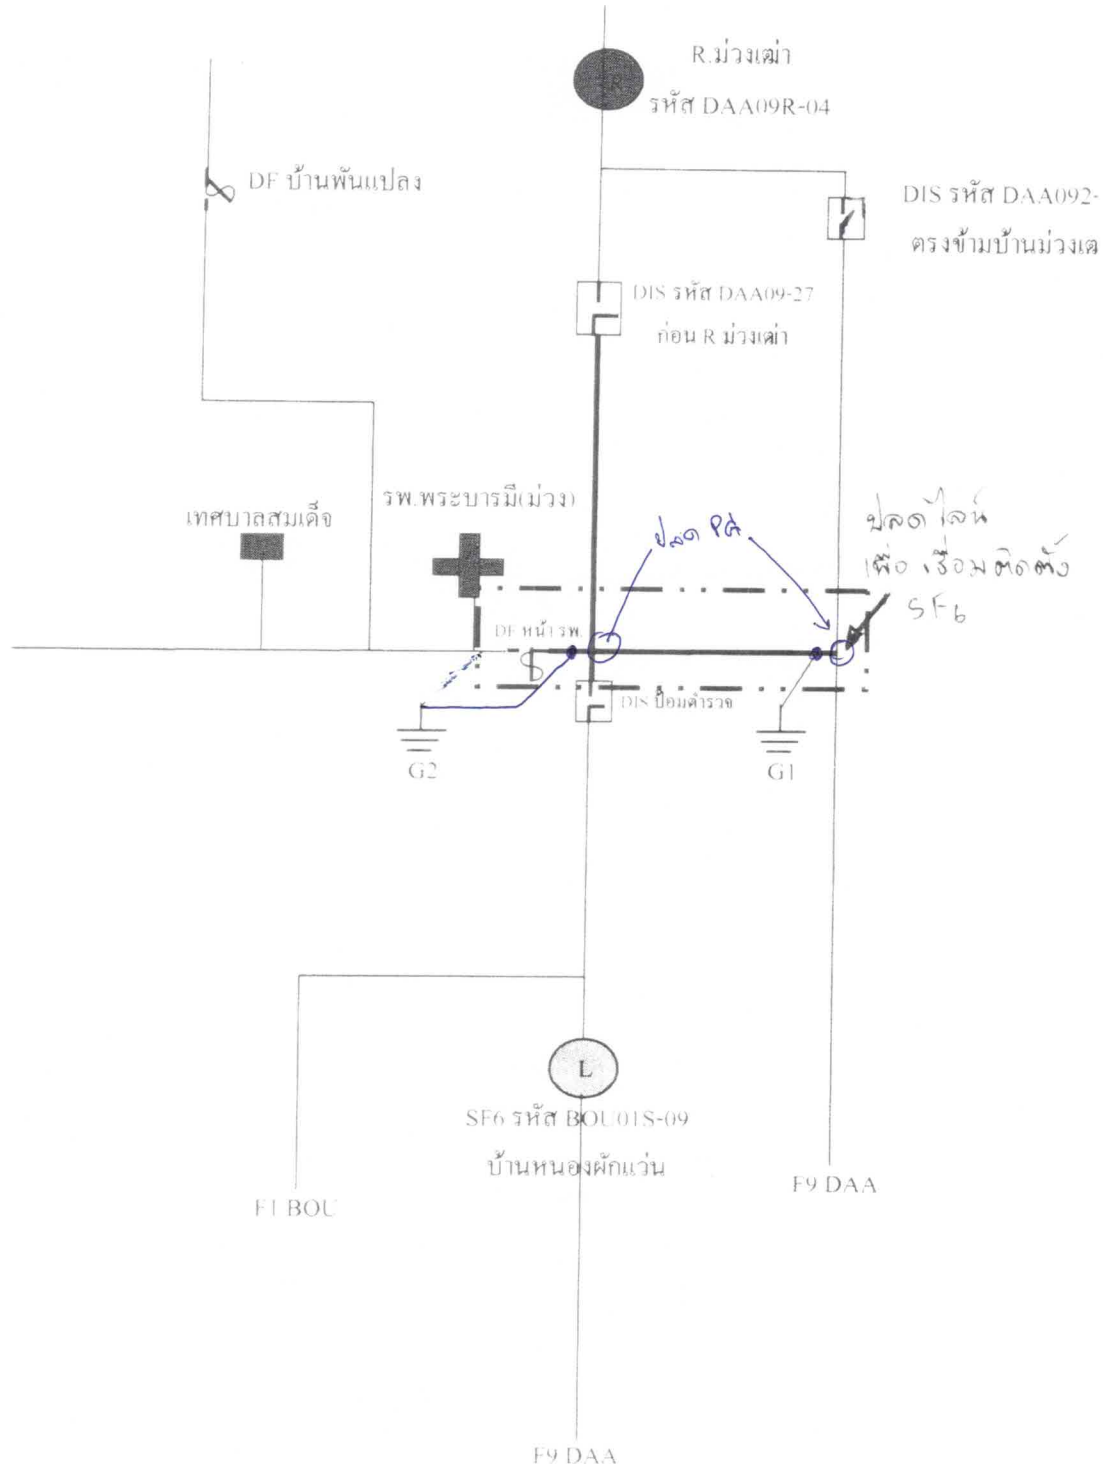 R.ม่วงเฒ่า
รหัส DAA09R-04
R
DF บ้านพันแปลง
DIS รหัส DAA092-
ตรงข้ามบ้านม่วงเฒ
DIS รหัส DAA09-27
ก่อน R ม่วงเฒ่า
รพ.พระบารมี(ม่วง)
เทศบาลสมเด็จ
ปลด PG
ปลดไลน์
เพื่อ เชื่อมติดตั้ง
SF6
DF หน้า รพ.
DIS ป้อมตำรวจ
G2
G1
L
SF6 รหัส BOU01S-09
บ้านหนองผักแว่น
F1 BOU
F9 DAA
F9 DAA